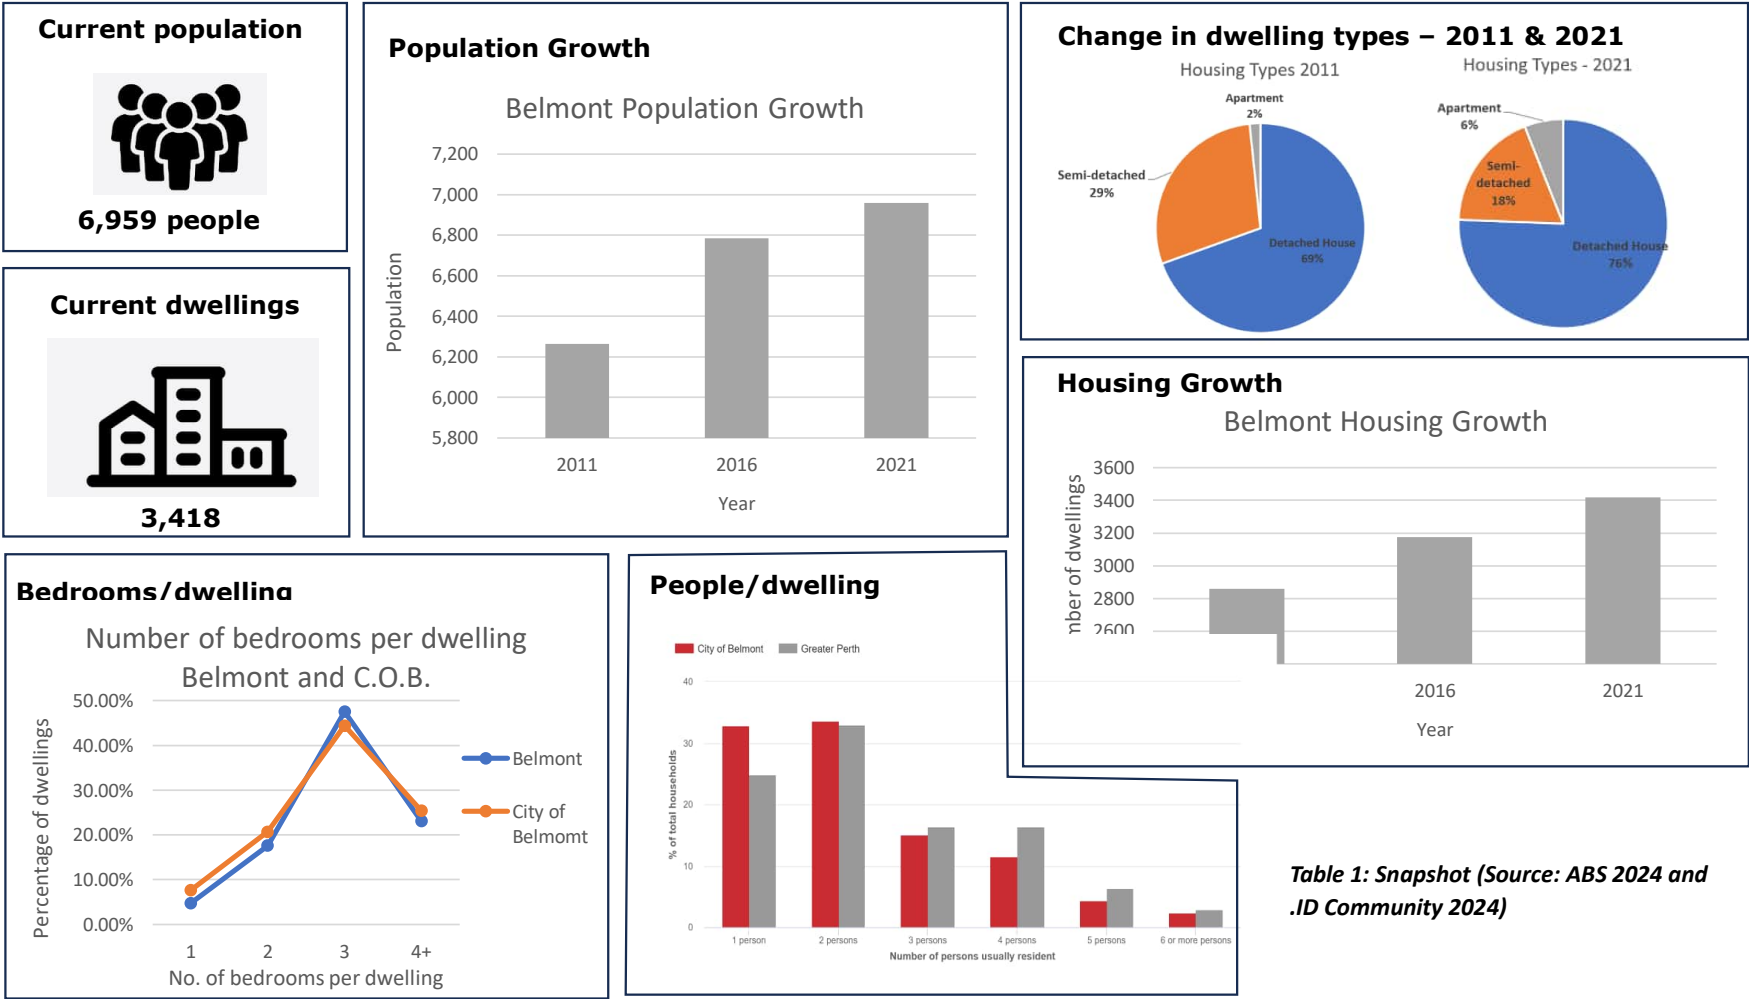 Current population
6,959 people
Current dwellings
3,418
Population Growth
Belmont Population Growth
7,200
7,000
6,800
6,600
6,400
6,200
6,000
5,800
Population
2011
2016
2021
Year
Change in dwelling types – 2011 & 2021
Housing Types 2011
Apartment
2%
Semi-detached
29%
Detached House
69%
Housing Types - 2021
Apartment
6%
Semi-
detached
18%
Detached House
76%
Housing Growth
Belmont Housing Growth
3600
3400
3200
3000
2800
2600
mber of dwellings
2016
2021
Year
Bedrooms/dwelling
Number of bedrooms per dwelling
Belmont and C.O.B.
50.00%
40.00%
30.00%
20.00%
10.00%
0.00%
Percentage of dwellings
1
2
3
4+
No. of bedrooms per dwelling
Belmont
City of
Belmomt
People/dwelling
City of Belmont
Greater Perth
40
30
20
10
0
% of total households
1 person
2 persons
3 persons
4 persons
5 persons
6 or more persons
Number of persons usually resident
Table 1: Snapshot (Source: ABS 2024 and
.ID Community 2024)